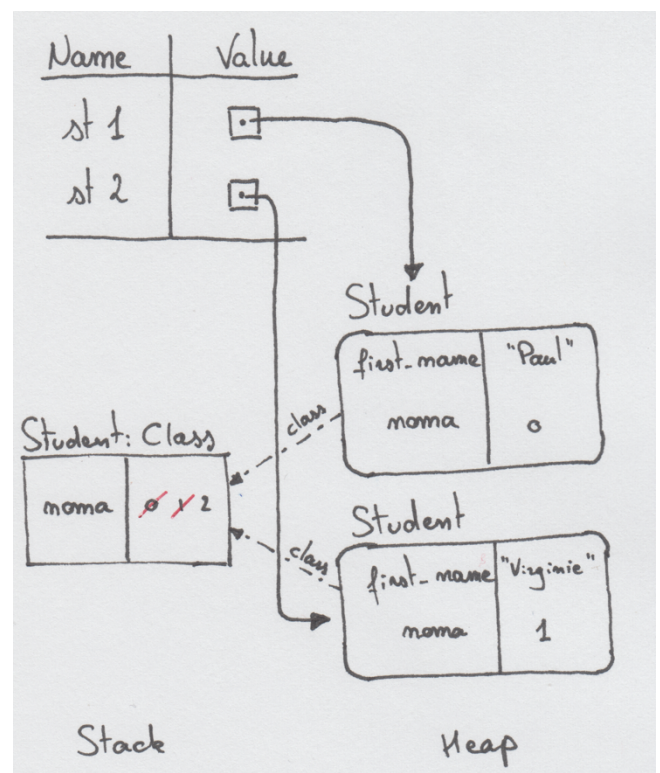 Name Value
st 1
st 2
Student
first_name "Paul"
noma 0
class
Student: Class
noma 0 1 2
Student
class
first_name "Virginie"
noma 1
Stack Heap